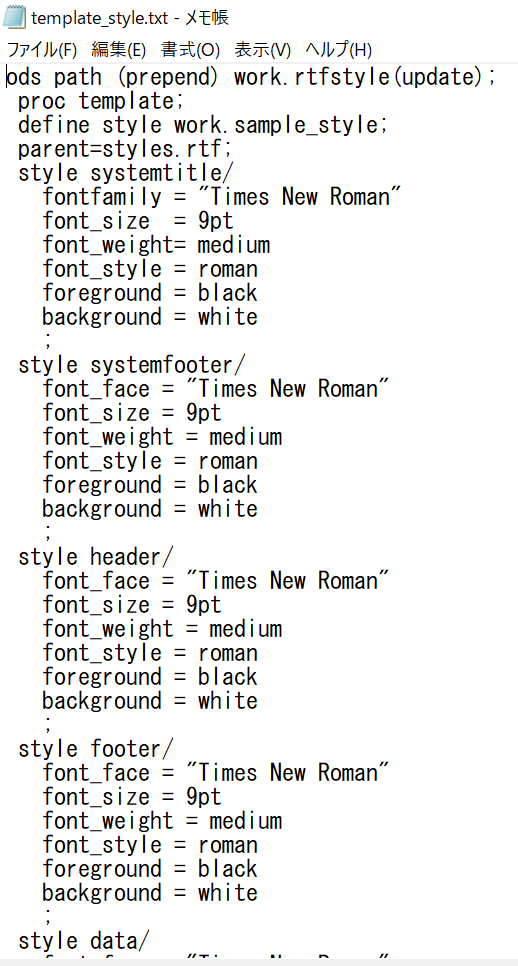 template_style.txt - メモ帳
ファイル(F) 編集(E) 書式(O) 表示(V) ヘルプ(H)
ods path (prepend) work.rtfstyle(update);
proc template;
define style work.sample_style;
parent=styles.rtf;
style systemtitle/
fontfamily = "Times New Roman"
font_size  = 9pt
font_weight= medium
font_style = roman
foreground = black
background = white
;
style systemfooter/
font_face = "Times New Roman"
font_size = 9pt
font_weight = medium
font_style = roman
foreground = black
background = white
;
style header/
font_face = "Times New Roman"
font_size = 9pt
font_weight = medium
font_style = roman
foreground = black
background = white
;
style footer/
font_face = "Times New Roman"
font_size = 9pt
font_weight = medium
font_style = roman
foreground = black
background = white
;
style data/